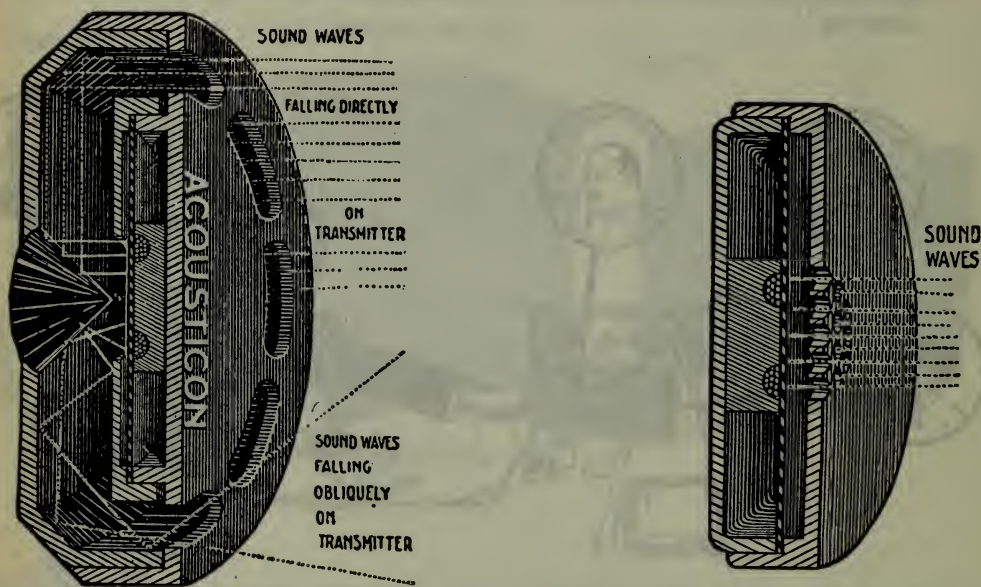 SOUND WAVES
FALLING DIRECTLY
ON
TRANSMITTER
ACOUSTICON
SOUND WAVES
FALLING
OBLIQUELY
ON
TRANSMITTER
SOUND
WAVES